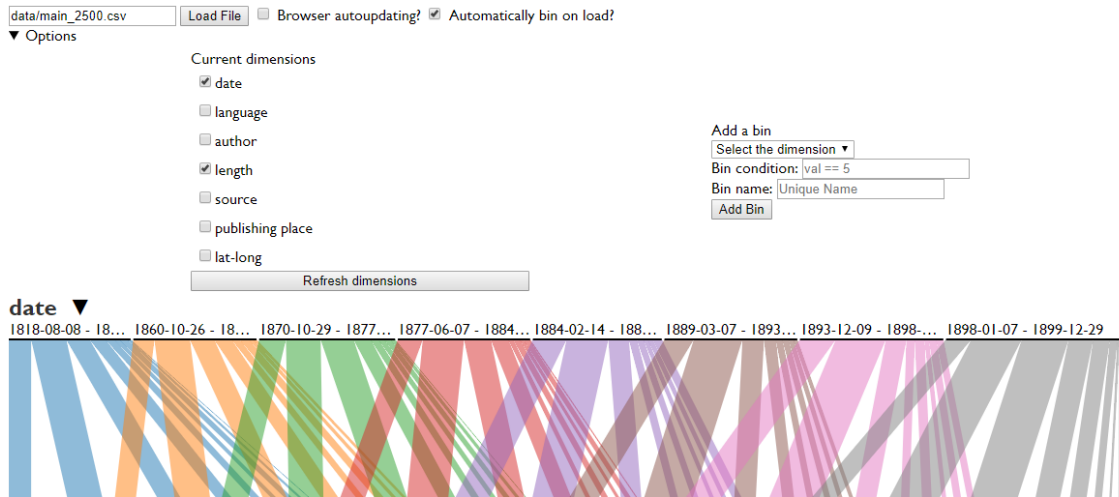 data/main_2500.csv Load File Browser autoupdating? Automatically bin on load?
▼ Options
Current dimensions
date
language
author
length
source
publishing place
lat-long
Refresh dimensions
Add a bin
Select the dimension ▼
Bin condition: val == 5
Bin name: Unique Name
Add Bin
date ▼
1818-08-08 - 18… 1860-10-26 - 18… 1870-10-29 - 1877… 1877-06-07 - 1884… 1884-02-14 - 188… 1889-03-07 - 1893… 1893-12-09 - 1898-… 1898-01-07 - 1899-12-29